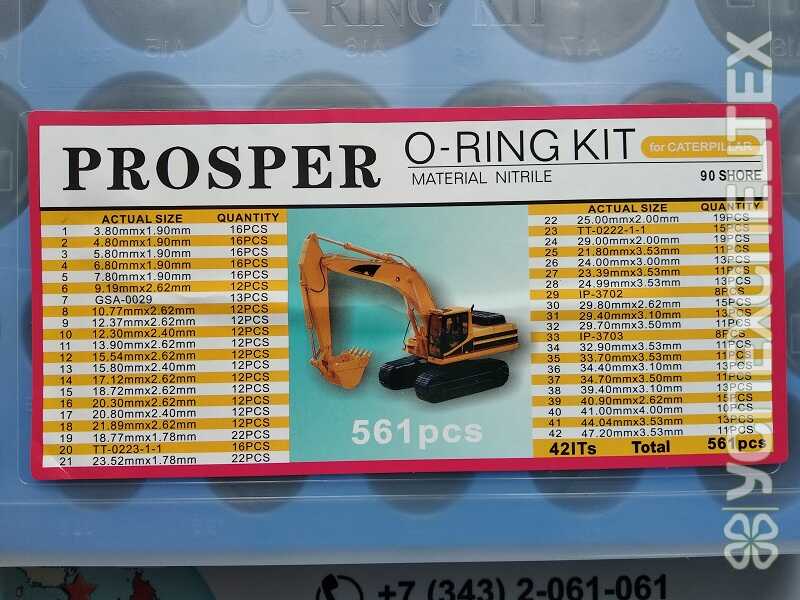 O-RING KIT
A15
A16
A17
PROSPER O-RING KIT for CATERPILLAR
MATERIAL NITRILE 90 SHORE
ACTUAL SIZE QUANTITY
1 3.80mmx1.90mm 16PCS
2 4.80mmx1.90mm 16PCS
3 5.80mmx1.90mm 16PCS
4 6.80mmx1.90mm 16PCS
5 7.80mmx1.90mm 16PCS
6 9.19mmx2.62mm 12PCS
7 GSA-0029 13PCS
8 10.77mmx2.62mm 12PCS
9 12.37mmx2.62mm 12PCS
10 12.30mmx2.40mm 12PCS
11 13.90mmx2.62mm 12PCS
12 15.54mmx2.62mm 12PCS
13 15.80mmx2.40mm 12PCS
14 17.12mmx2.62mm 12PCS
15 18.72mmx2.62mm 12PCS
16 20.30mmx2.62mm 12PCS
17 20.80mmx2.40mm 12PCS
18 21.89mmx2.62mm 12PCS
19 18.77mmx1.78mm 22PCS
20 TT-0223-1-1 16PCS
21 23.52mmx1.78mm 22PCS
561pcs
22 25.00mmx2.00mm 19PCS
23 TT-0222-1-1 15PCS
24 29.00mmx2.00mm 19PCS
25 21.80mmx3.53mm 11PCS
26 24.00mmx3.00mm 13PCS
27 23.39mmx3.53mm 11PCS
28 24.99mmx3.53mm 13PCS
29 IP-3702 8PCS
30 29.80mmx2.62mm 15PCS
31 29.40mmx3.10mm 13PCS
32 29.70mmx3.50mm 11PCS
33 IP-3703 8PCS
34 32.90mmx3.53mm 11PCS
35 33.70mmx3.53mm 11PCS
36 34.40mmx3.10mm 13PCS
37 34.70mmx3.50mm 11PCS
38 39.40mmx3.10mm 13PCS
39 40.90mmx2.62mm 15PCS
40 41.00mmx4.00mm 10PCS
41 44.04mmx3.53mm 13PCS
42 47.20mmx3.53mm 11PCS
42ITs Total 561pcs
УОТЕХСПЕЦТЕХ
+7 (343) 2-061-061